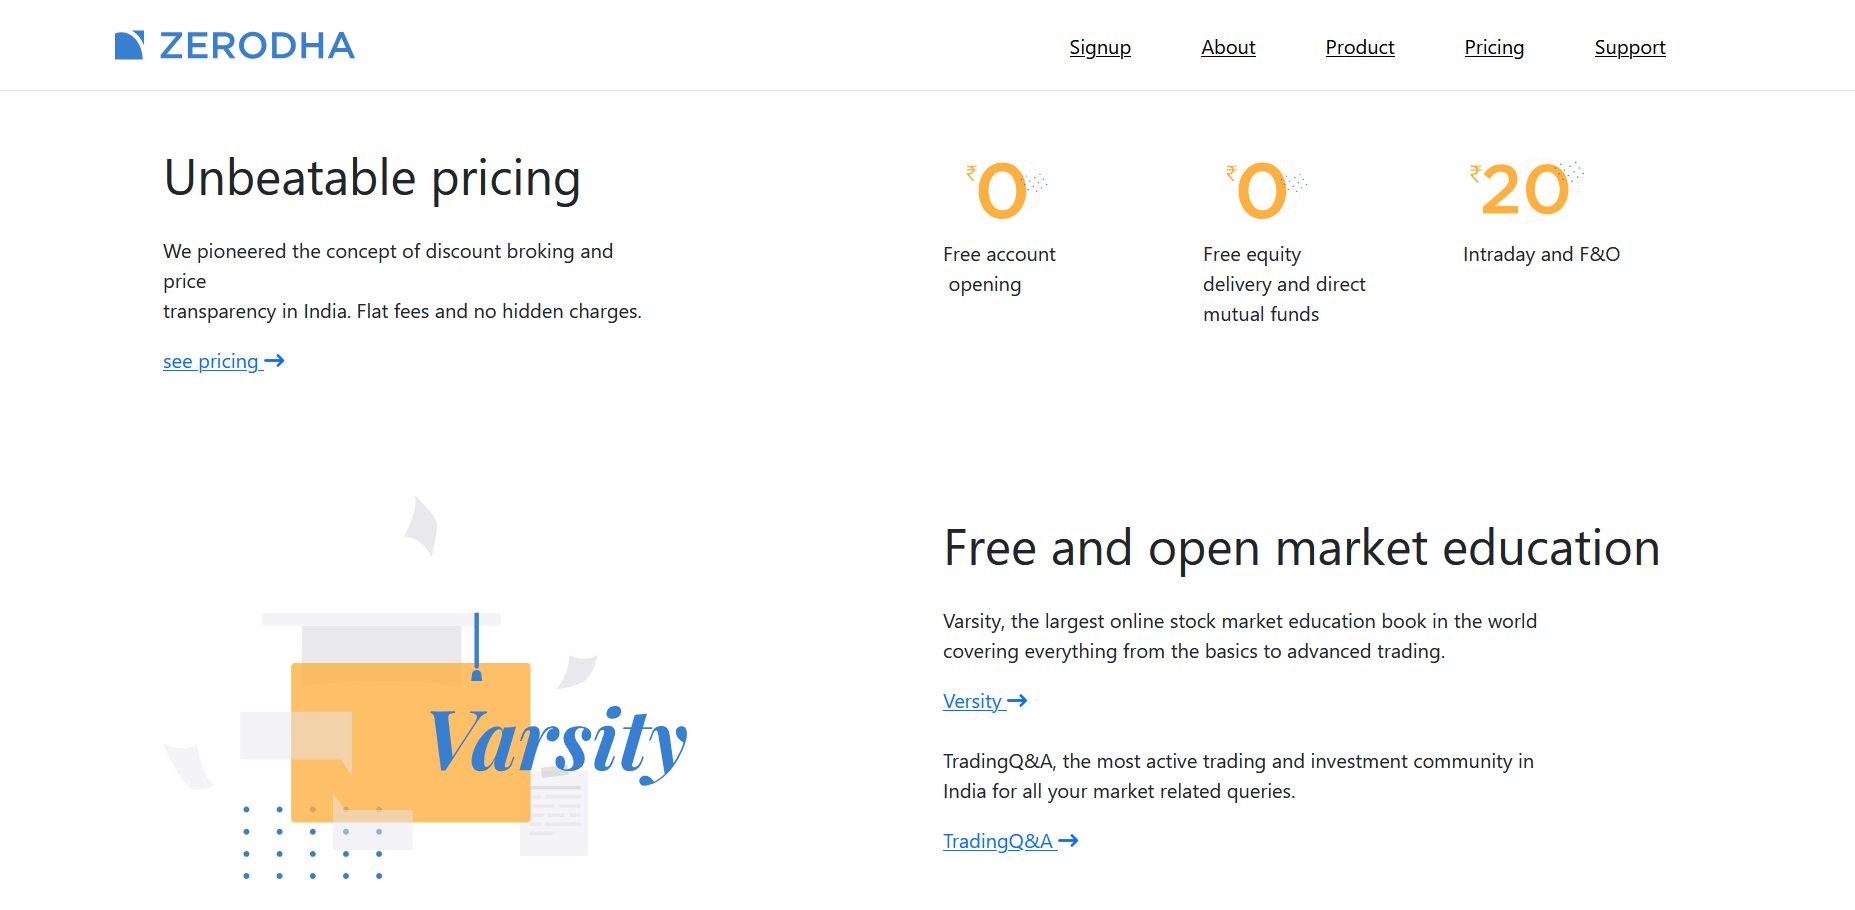 ZERODHA
Signup About Product Pricing Support
Unbeatable pricing
We pioneered the concept of discount broking and
price
transparency in India. Flat fees and no hidden charges.
see pricing
₹0
Free account
opening
₹0
Free equity
delivery and direct
mutual funds
₹20
Intraday and F&O
Varsity
Free and open market education
Varsity, the largest online stock market education book in the world
covering everything from the basics to advanced trading.
Versity
TradingQ&A, the most active trading and investment community in
India for all your market related queries.
TradingQ&A